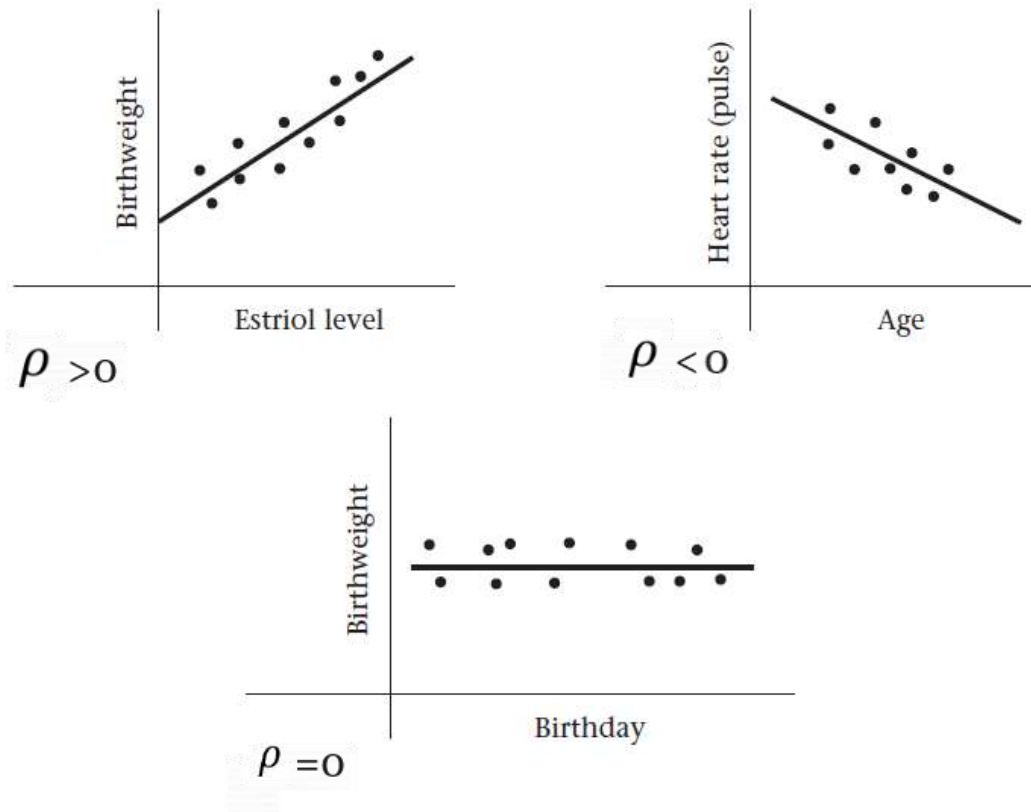 Birthweight
Estriol level
ρ >0
Heart rate (pulse)
Age
ρ <0
Birthweight
Birthday
ρ =0